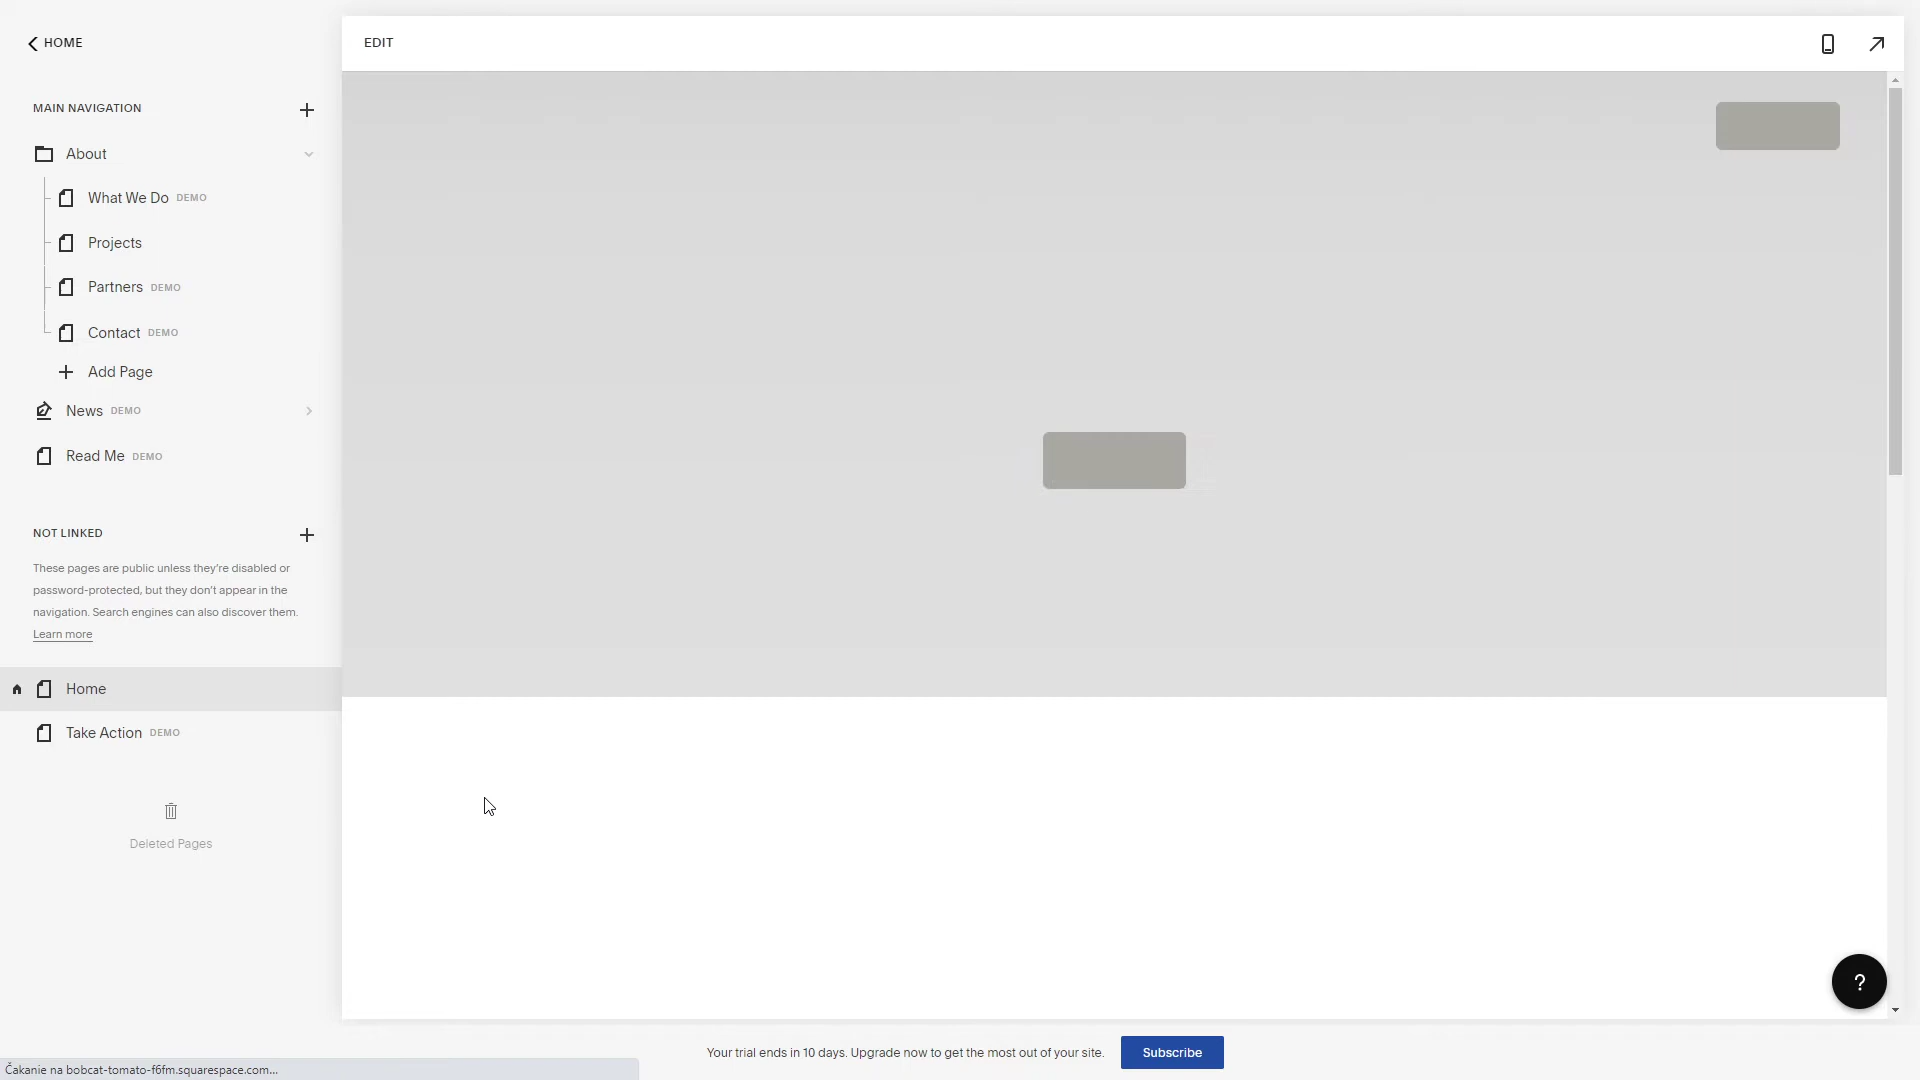 HOME
EDIT
MAIN NAVIGATION
About
What We Do DEMO
Projects
Partners DEMO
Contact DEMO
Add Page
News DEMO
Read Me DEMO
NOT LINKED
These pages are public unless they're disabled or
password-protected, but they don't appear in the
navigation. Search engines can also discover them.
Learn more
Home
Take Action DEMO
Deleted Pages
?
Your trial ends in 10 days. Upgrade now to get the most out of your site.
Subscribe
Čakanie na bobcat-tomato-f6fm.squarespace.com...